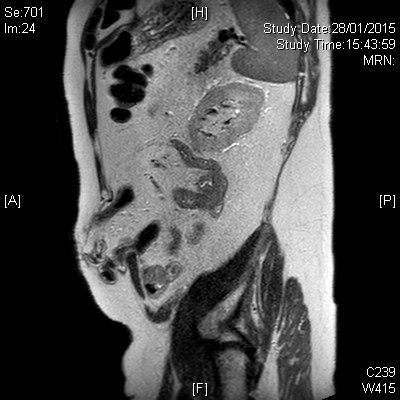 Se:701
Im:24
[H]
Study Date:28/01/2015
Study Time:15:43:59
MRN:
[A]
[P]
[F]
C239
W415